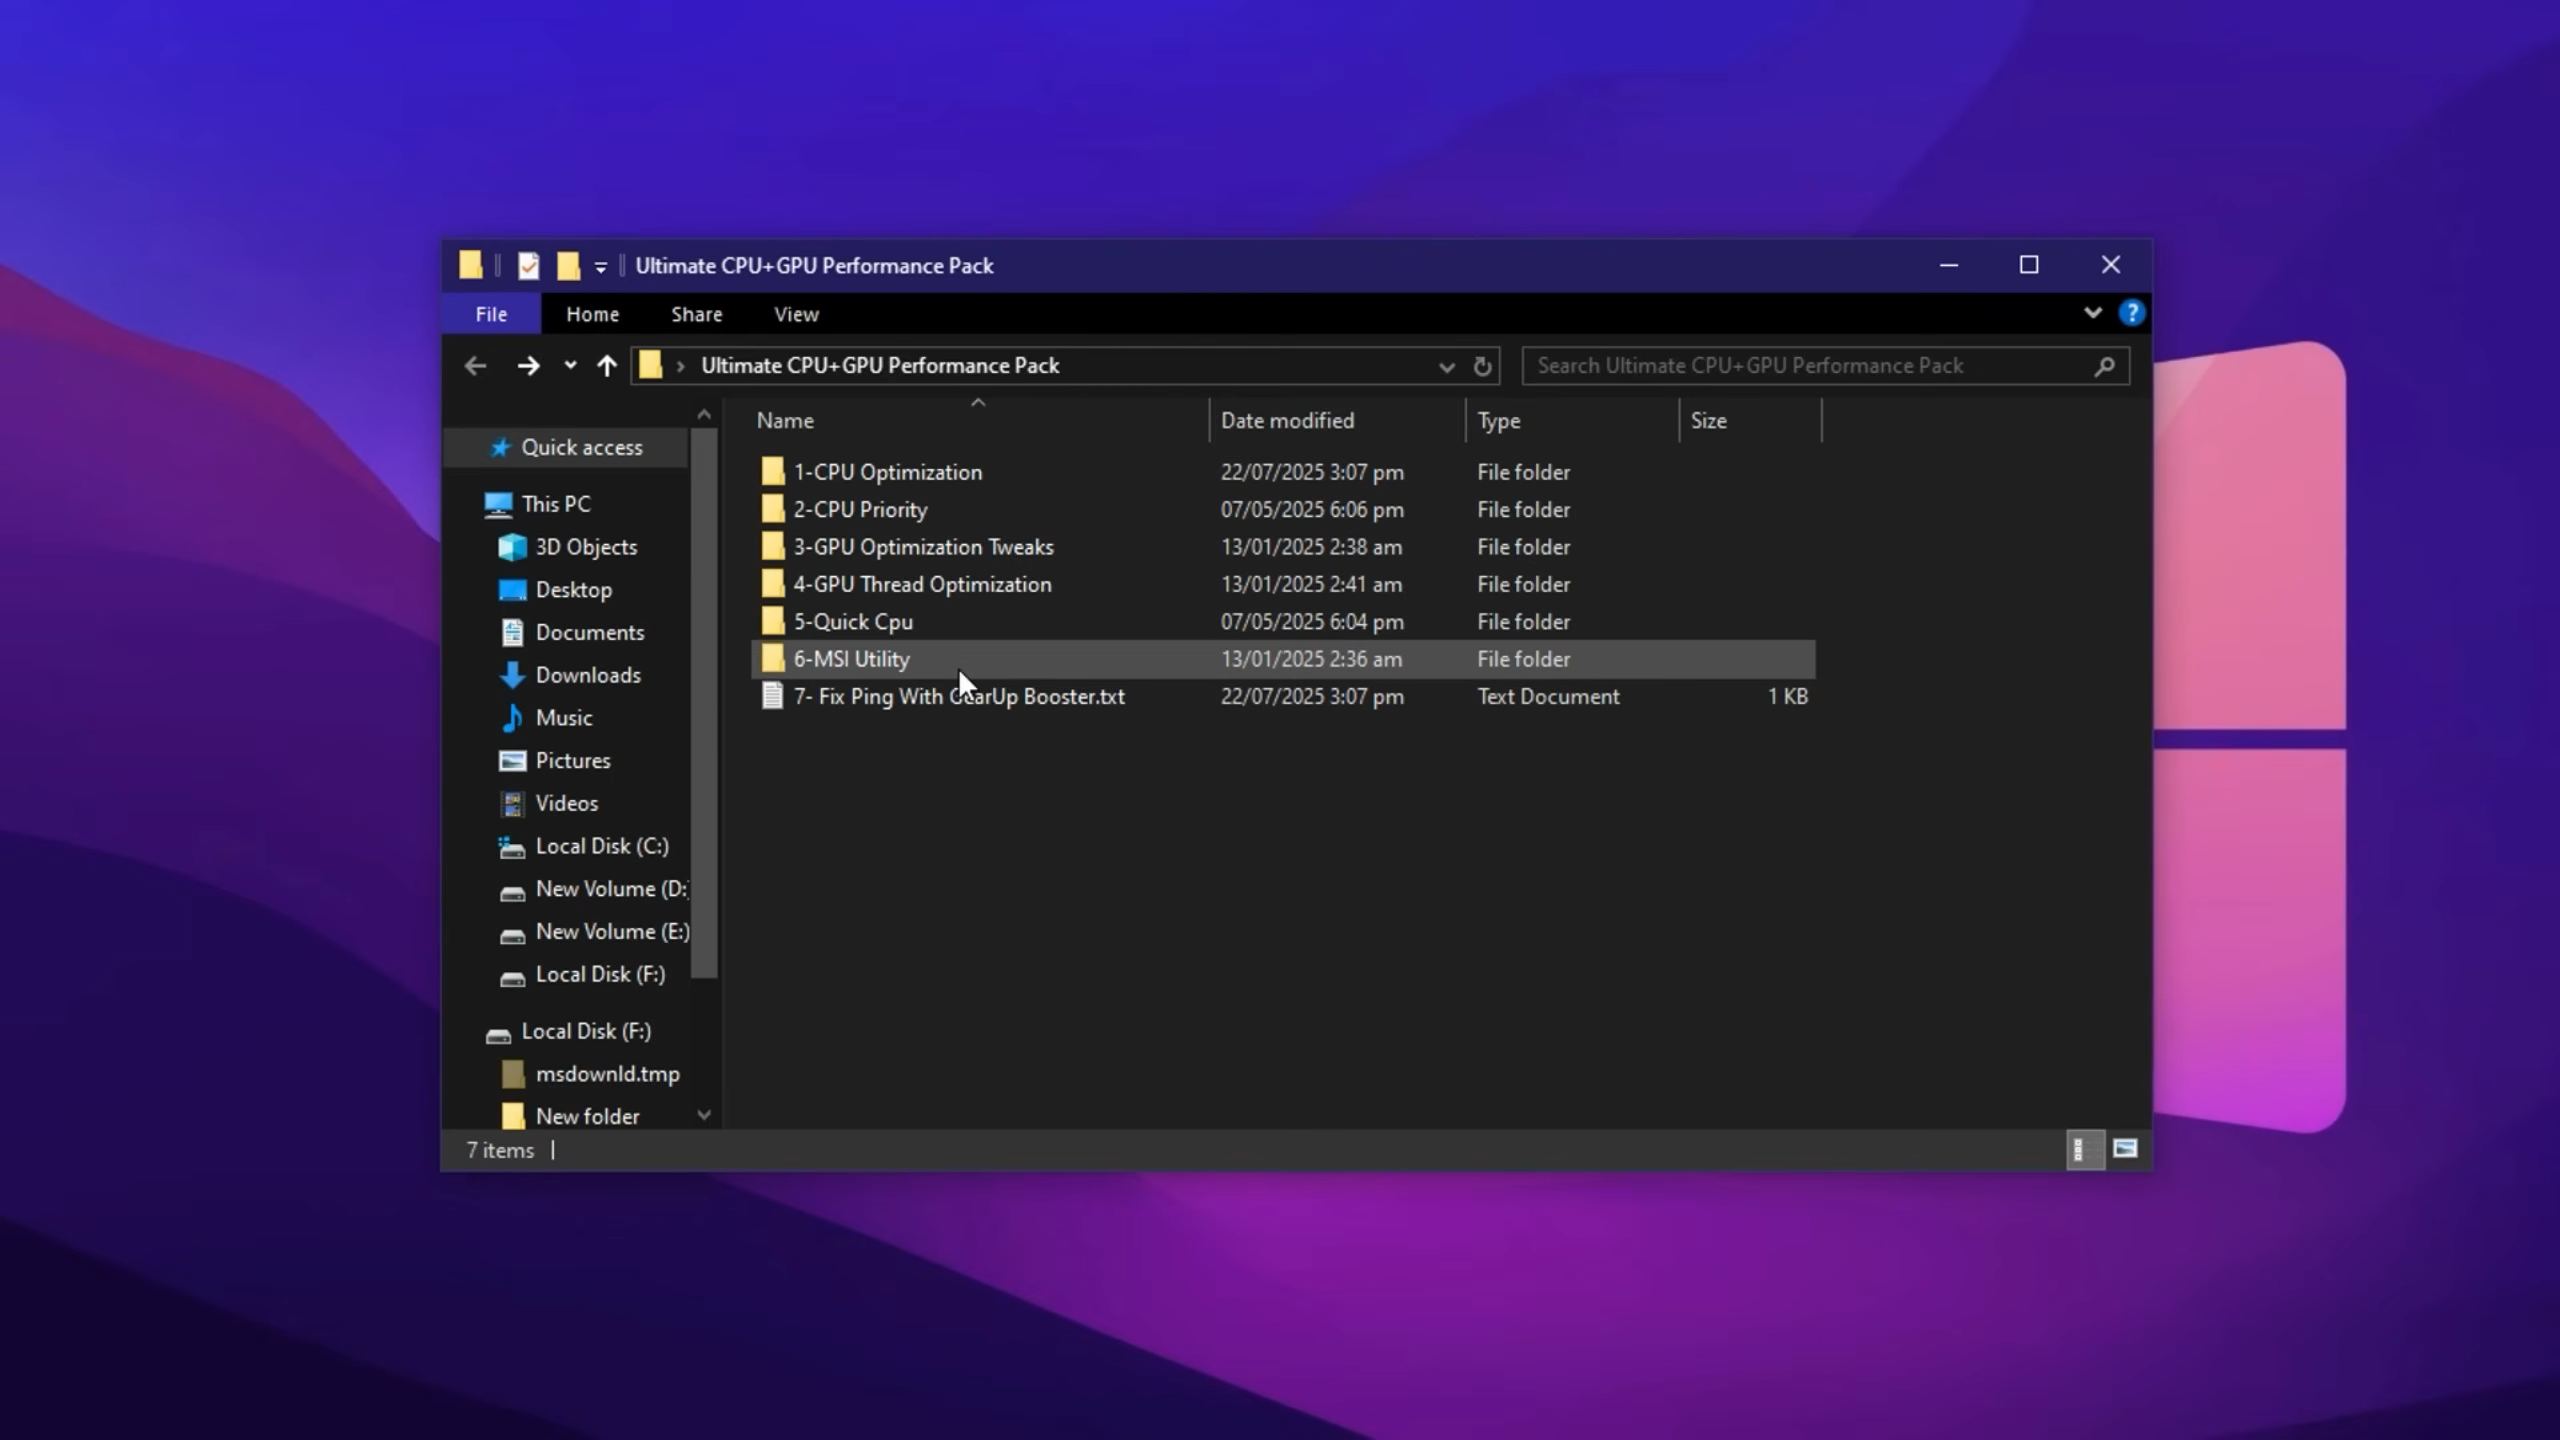 Ultimate CPU+GPU Performance Pack
File Home Share View
Ultimate CPU+GPU Performance Pack
Search Ultimate CPU+GPU Performance Pack
Name Date modified Type Size
Quick access
This PC
3D Objects
Desktop
Documents
Downloads
Music
Pictures
Videos
Local Disk (C:)
New Volume (D:
New Volume (E:)
Local Disk (F:)
Local Disk (F:)
msdownld.tmp
New folder
1-CPU Optimization 22/07/2025 3:07 pm File folder
2-CPU Priority 07/05/2025 6:06 pm File folder
3-GPU Optimization Tweaks 13/01/2025 2:38 am File folder
4-GPU Thread Optimization 13/01/2025 2:41 am File folder
5-Quick Cpu 07/05/2025 6:04 pm File folder
6-MSI Utility 13/01/2025 2:36 am File folder
7- Fix Ping With GearUp Booster.txt 22/07/2025 3:07 pm Text Document 1 KB
7 items